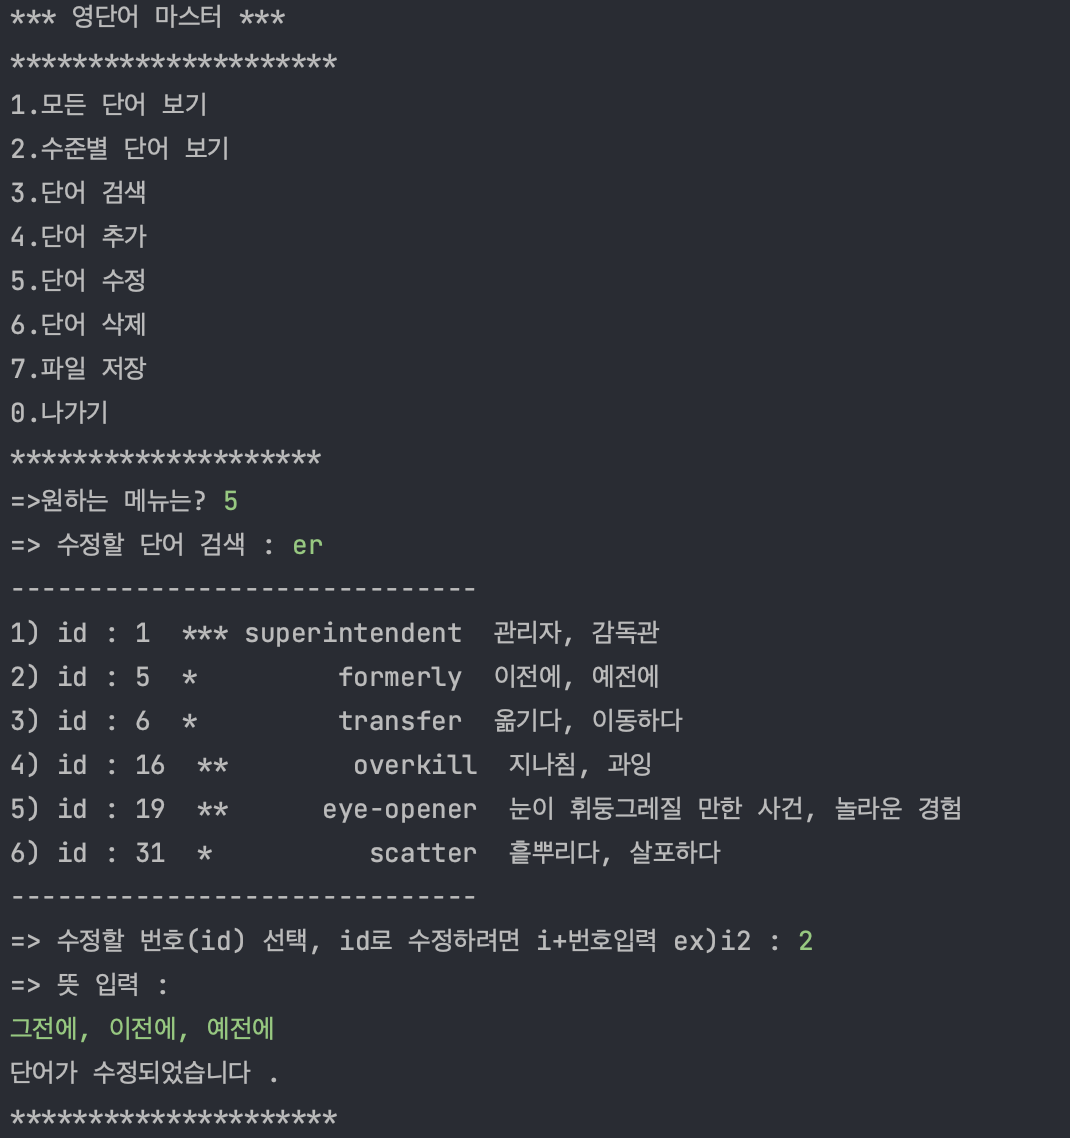 *** 영단어 마스터 ***
*********************
1.모든 단어 보기
2.수준별 단어 보기
3.단어 검색
4.단어 추가
5.단어 수정
6.단어 삭제
7.파일 저장
0.나가기
********************
=>원하는 메뉴는? 5
=> 수정할 단어 검색 : er
------------------------------
1) id : 1  *** superintendent  관리자, 감독관
2) id : 5  *         formerly  이전에, 예전에
3) id : 6  *         transfer  옮기다, 이동하다
4) id : 16  **        overkill  지나침, 과잉
5) id : 19  **      eye-opener  눈이 휘둥그레질 만한 사건, 놀라운 경험
6) id : 31  *          scatter  흩뿌리다, 살포하다
------------------------------
=> 수정할 번호(id) 선택, id로 수정하려면 i+번호입력 ex)i2 : 2
=> 뜻 입력 :
그전에, 이전에, 예전에
단어가 수정되었습니다 .
*********************